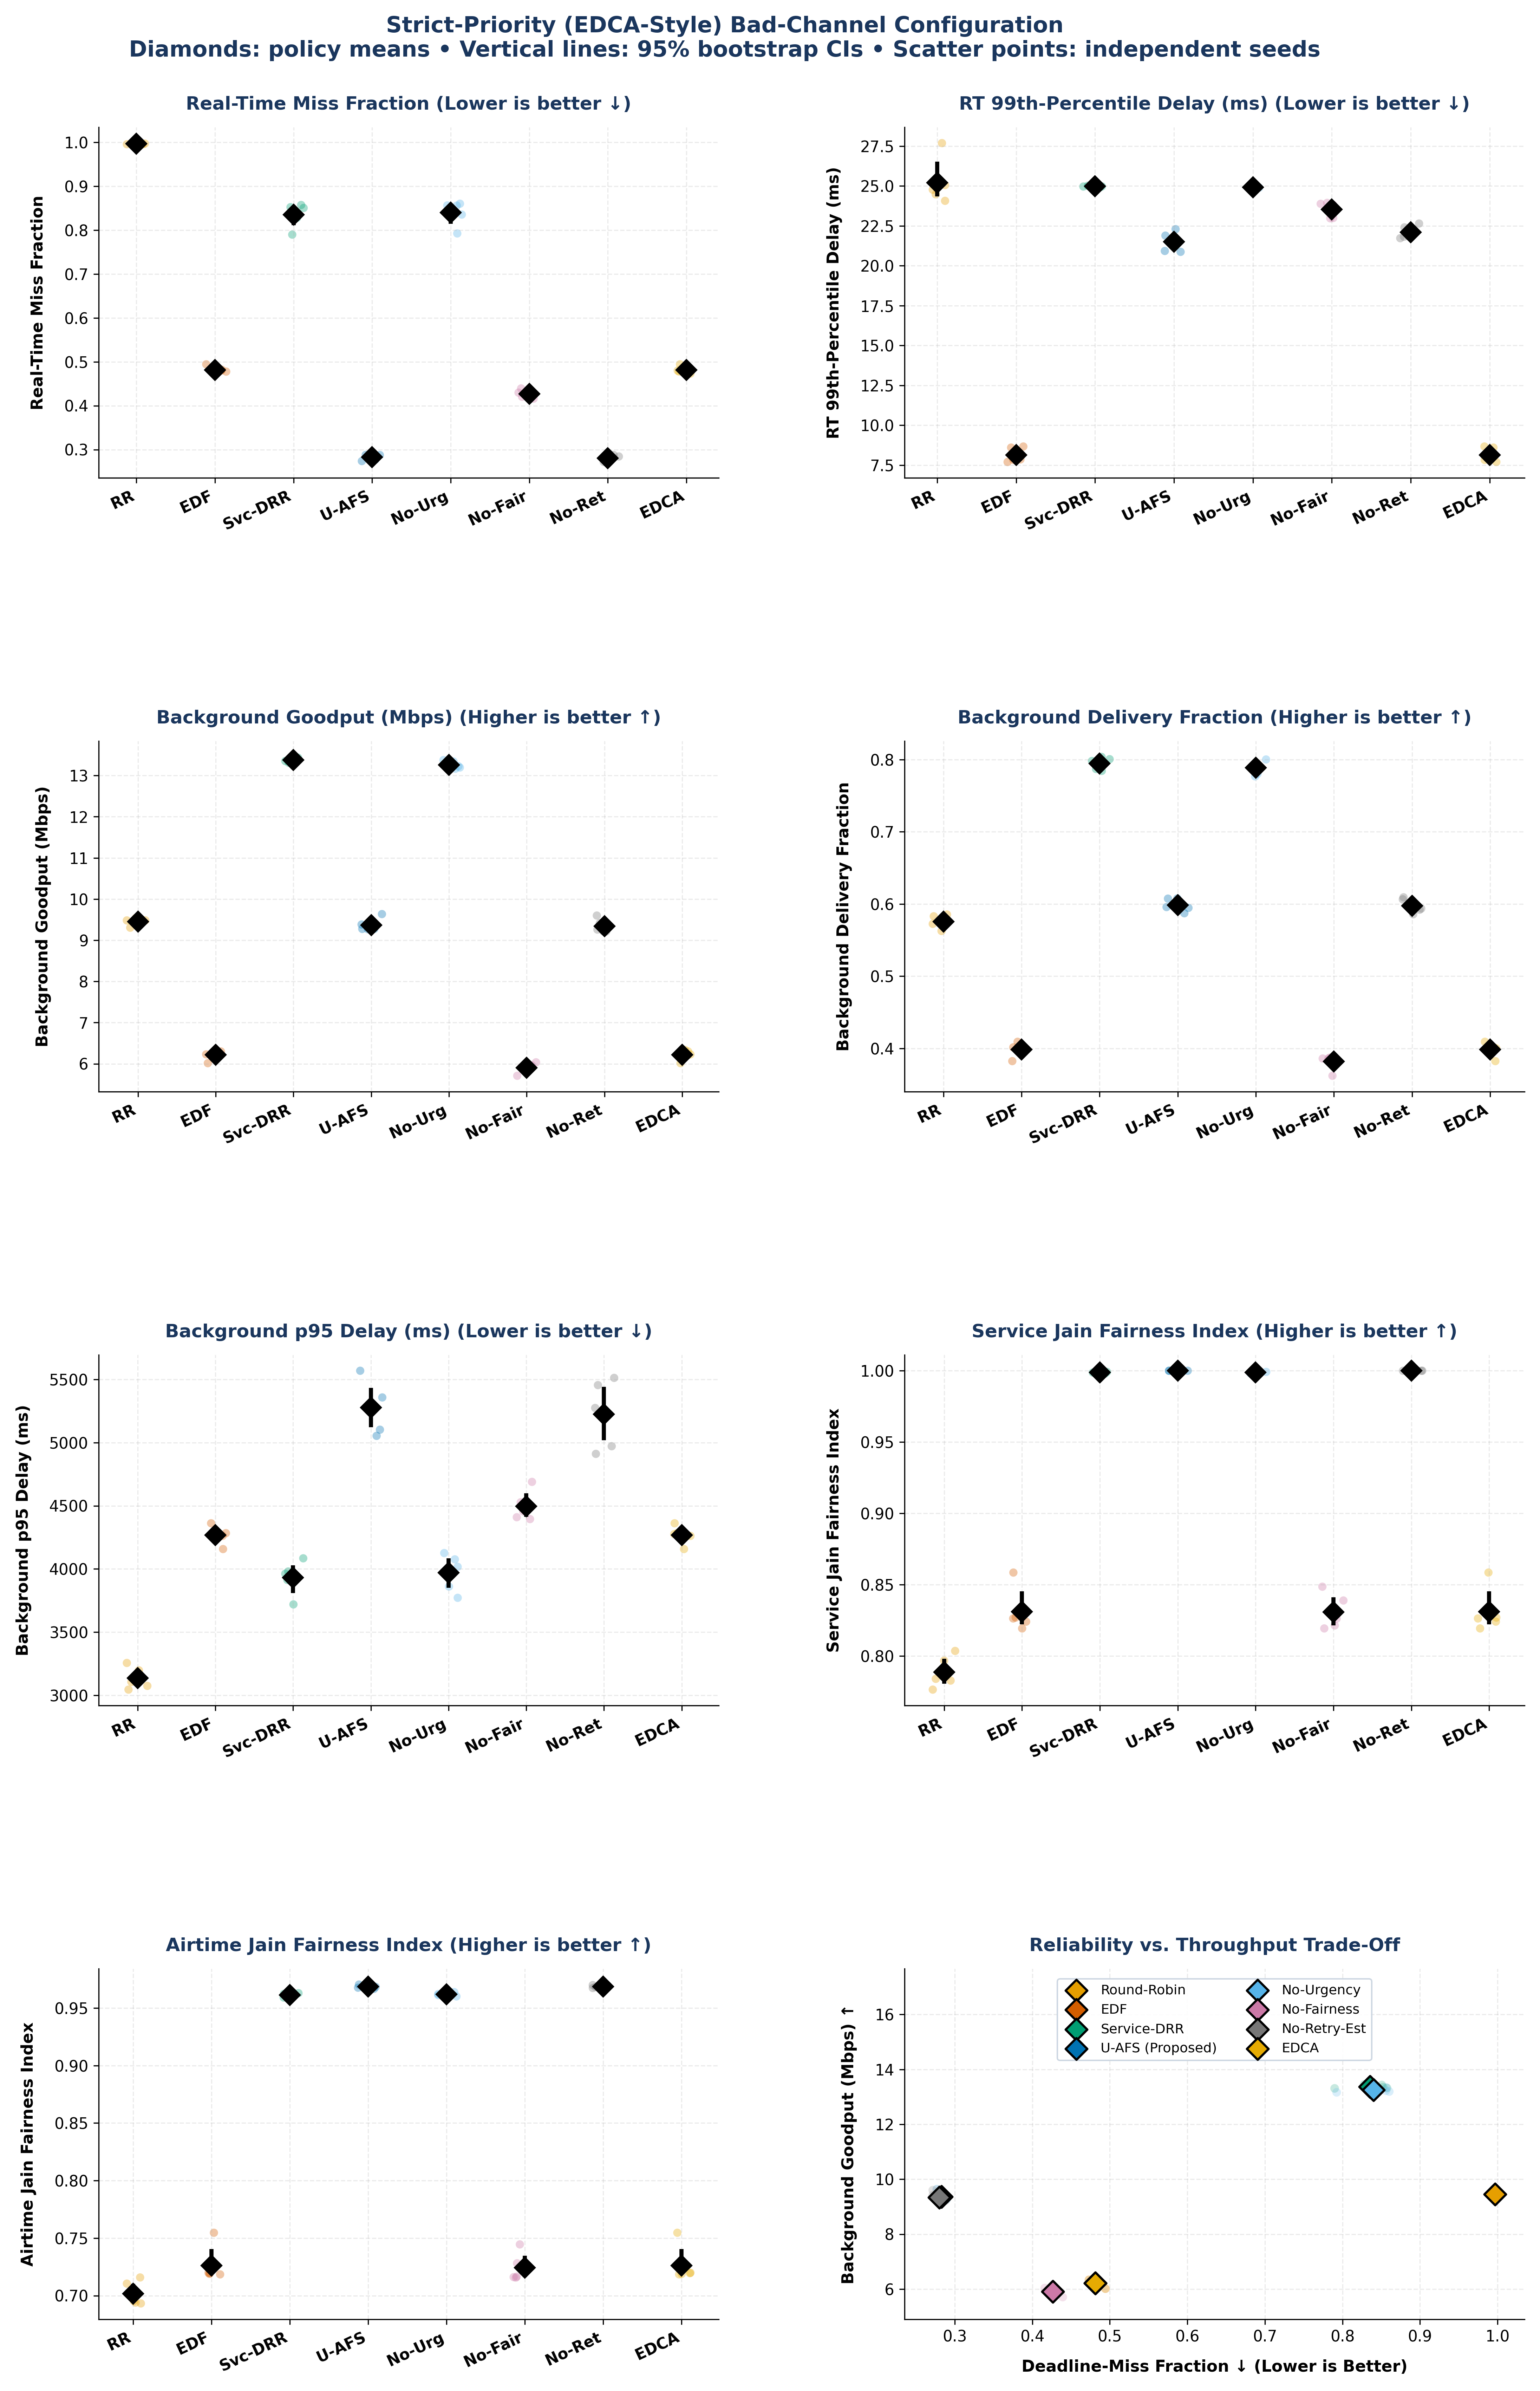 Strict-Priority (EDCA-Style) Bad-Channel Configuration
Diamonds: policy means • Vertical lines: 95% bootstrap CIs • Scatter points: independent seeds
Real-Time Miss Fraction (Lower is better ↓)
Real-Time Miss Fraction
1.0
0.9
0.8
0.7
0.6
0.5
0.4
0.3
RR
EDF
Svc-DRR
U-AFS
No-Urg
No-Fair
No-Ret
EDCA
RT 99th-Percentile Delay (ms) (Lower is better ↓)
RT 99th-Percentile Delay (ms)
27.5
25.0
22.5
20.0
17.5
15.0
12.5
10.0
7.5
RR
EDF
Svc-DRR
U-AFS
No-Urg
No-Fair
No-Ret
EDCA
Background Goodput (Mbps) (Higher is better ↑)
Background Goodput (Mbps)
13
12
11
10
9
8
7
6
RR
EDF
Svc-DRR
U-AFS
No-Urg
No-Fair
No-Ret
EDCA
Background Delivery Fraction (Higher is better ↑)
Background Delivery Fraction
0.8
0.7
0.6
0.5
0.4
RR
EDF
Svc-DRR
U-AFS
No-Urg
No-Fair
No-Ret
EDCA
Background p95 Delay (ms) (Lower is better ↓)
Background p95 Delay (ms)
5500
5000
4500
4000
3500
3000
RR
EDF
Svc-DRR
U-AFS
No-Urg
No-Fair
No-Ret
EDCA
Service Jain Fairness Index (Higher is better ↑)
Service Jain Fairness Index
1.00
0.95
0.90
0.85
0.80
RR
EDF
Svc-DRR
U-AFS
No-Urg
No-Fair
No-Ret
EDCA
Airtime Jain Fairness Index (Higher is better ↑)
Airtime Jain Fairness Index
0.95
0.90
0.85
0.80
0.75
0.70
RR
EDF
Svc-DRR
U-AFS
No-Urg
No-Fair
No-Ret
EDCA
Reliability vs. Throughput Trade-Off
Background Goodput (Mbps) ↑
16
14
12
10
8
6
Round-Robin
EDF
Service-DRR
U-AFS (Proposed)
No-Urgency
No-Fairness
No-Retry-Est
EDCA
0.3
0.4
0.5
0.6
0.7
0.8
0.9
1.0
Deadline-Miss Fraction ↓ (Lower is Better)